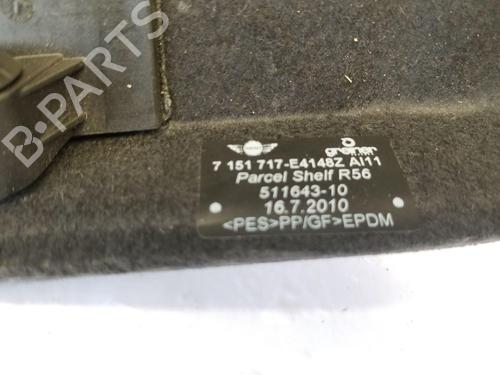 B-PARTS
greiner
7 151 717-E4148Z AI11
Parcel Shelf R56
511643-10
16.7.2010
<PES>PP/GF>EPDM